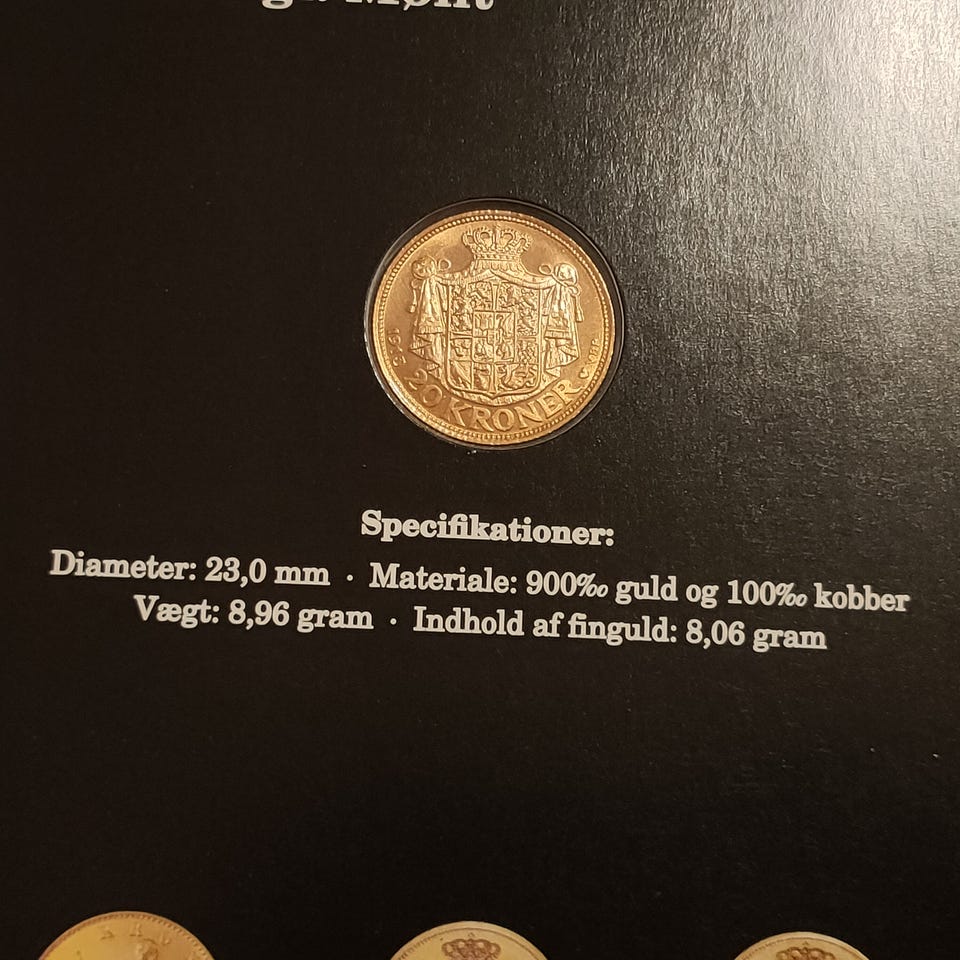 Mønt
20 KRONER
Specifikationer:
Diameter: 23,0 mm · Materiale: 900‰ guld og 100‰ kobber
Vægt: 8,96 gram · Indhold af finguld: 8,06 gram